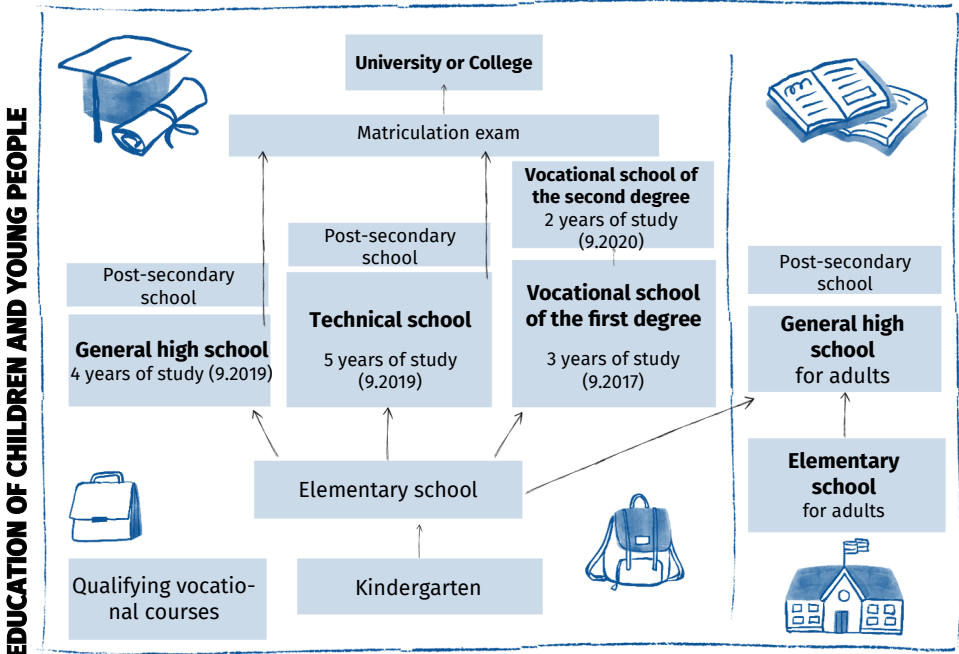 EDUCATION OF CHILDREN AND YOUNG PEOPLE
University or College
Matriculation exam
Vocational school of
the second degree
2 years of study
(9.2020)
Post-secondary
school
Post-secondary
school
General high school
4 years of study (9.2019)
Technical school
5 years of study
(9.2019)
Vocational school
of the first degree
3 years of study
(9.2017)
Elementary school
Kindergarten
Qualifying vocatio-
nal courses
Post-secondary
school
General high
school
for adults
Elementary
school
for adults